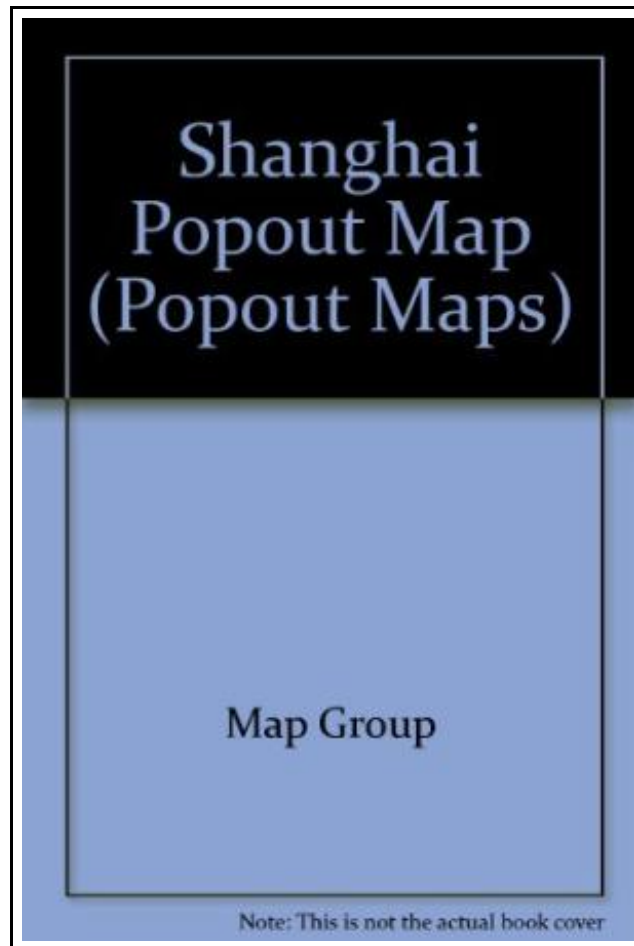 Shanghai
Popout Map
(Popout Maps)
Map Group
Note: This is not the actual book cover